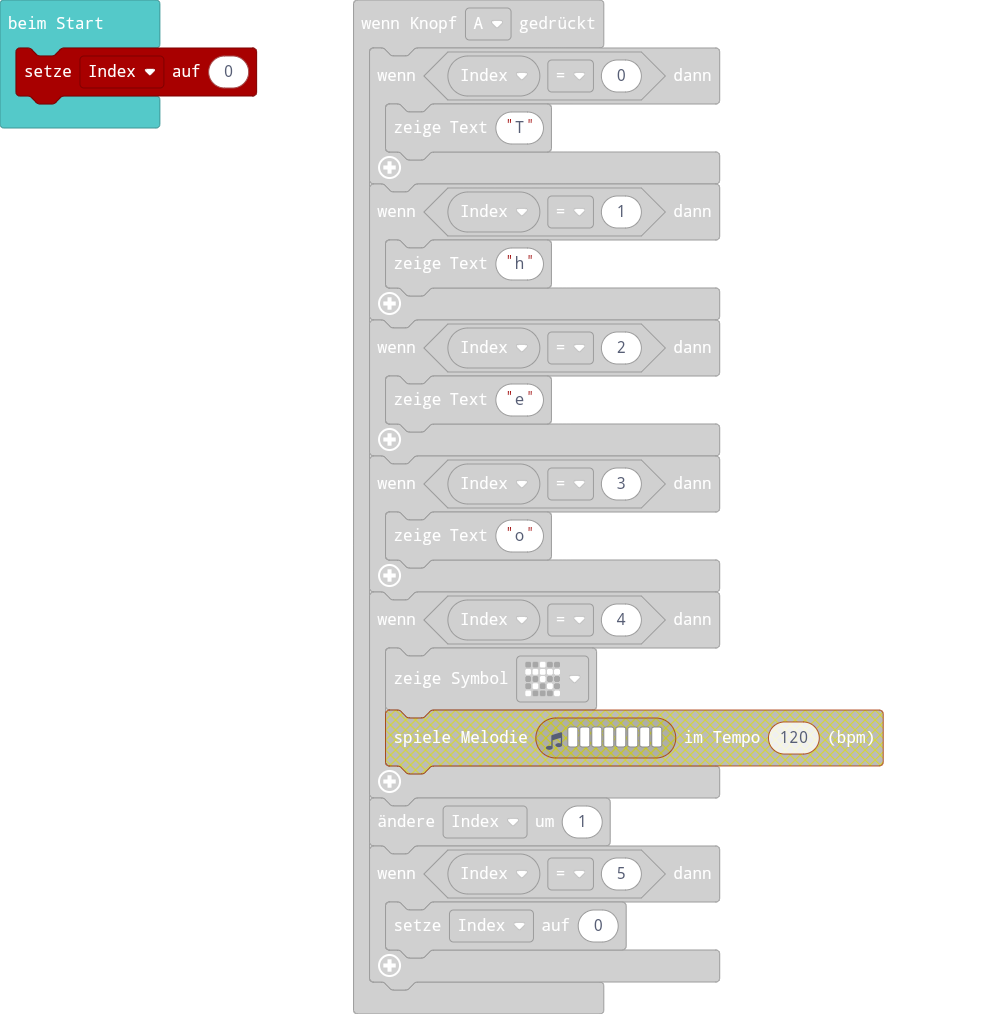 beim Start
setze Index auf 0
wenn Knopf A gedrückt
wenn Index = 0 dann
zeige Text "T"
wenn Index = 1 dann
zeige Text "h"
wenn Index = 2 dann
zeige Text "e"
wenn Index = 3 dann
zeige Text "o"
wenn Index = 4 dann
zeige Symbol
spiele Melodie im Tempo 120 (bpm)
ändere Index um 1
wenn Index = 5 dann
setze Index auf 0